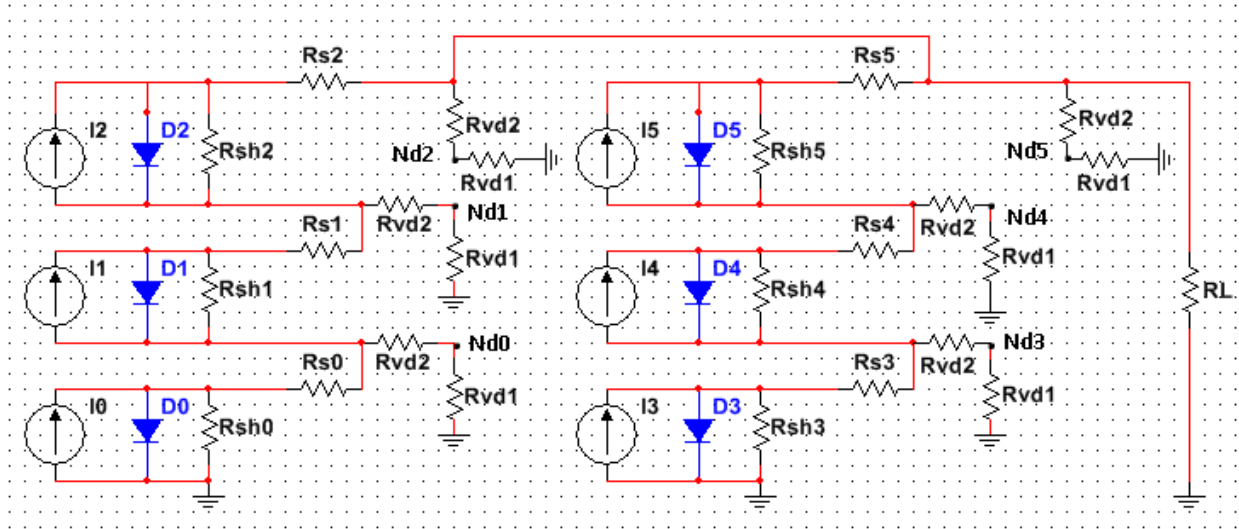 Rs2 Rs5
I2 D2 Rsh2 Rvd2 I5 D5 Rsh5 Rvd2
Nd2 Rvd1 Nd5 Rvd1
Rs1 Rvd2 Nd1 Rs4 Rvd2 Nd4
I1 D1 Rsh1 Rvd1 I4 D4 Rsh4 Rvd1 RL
Rs0 Rvd2 Nd0 Rs3 Rvd2 Nd3
I0 D0 Rsh0 Rvd1 I3 D3 Rsh3 Rvd1